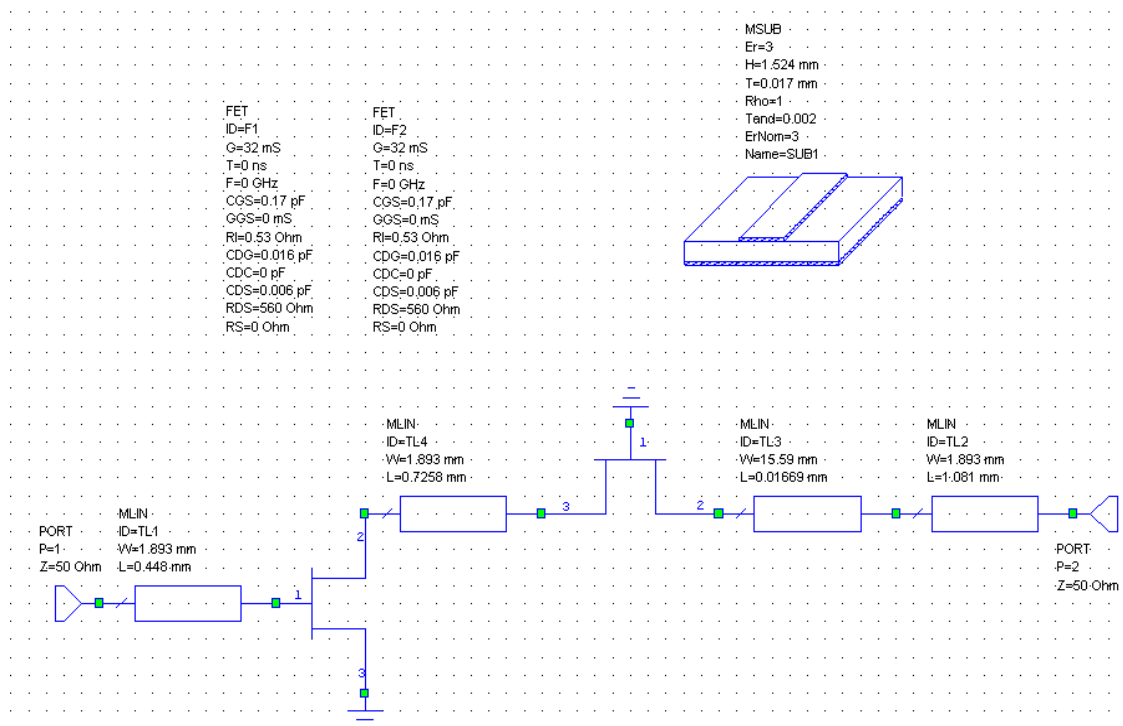 MSUB
Er=3
H=1.524 mm
T=0.017 mm
Rho=1
Tand=0.002
ErNom=3
Name=SUB1
FET
ID=F1
G=32 mS
T=0 ns
F=0 GHz
CGS=0.17 pF
GGS=0 mS
RI=0.53 Ohm
CDG=0.016 pF
CDC=0 pF
CDS=0.006 pF
RDS=560 Ohm
RS=0 Ohm
FET
ID=F2
G=32 mS
T=0 ns
F=0 GHz
CGS=0.17 pF
GGS=0 mS
RI=0.53 Ohm
CDG=0.016 pF
CDC=0 pF
CDS=0.006 pF
RDS=560 Ohm
RS=0 Ohm
MLIN
ID=TL4
W=1.893 mm
L=0.7258 mm
1
3
2
MLIN
ID=TL3
W=15.59 mm
L=0.01669 mm
MLIN
ID=TL2
W=1.893 mm
L=1.081 mm
PORT
P=1
Z=50 Ohm
MLIN
ID=TL1
W=1.893 mm
L=0.448 mm
2
1
3
PORT
P=2
Z=50 Ohm